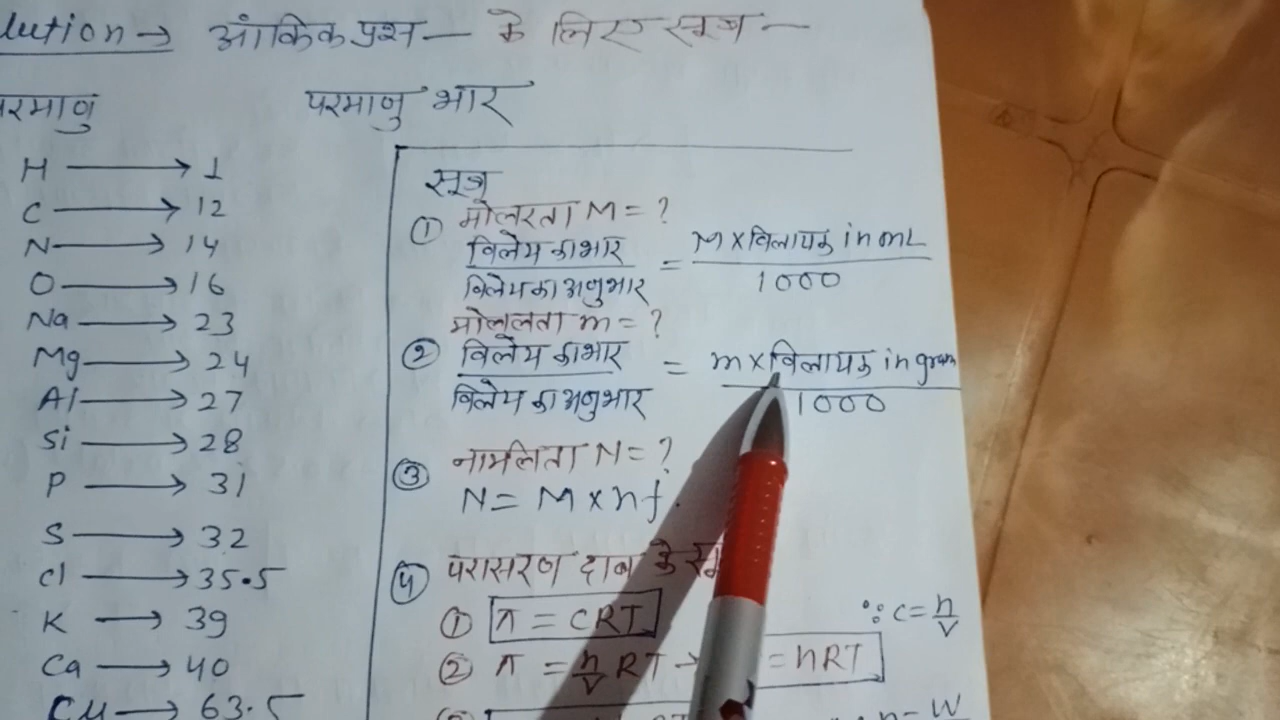 lution → आंकिक प्रश्न — के लिए सूत्र —
परमाणु परमाणु भार
H → 1
C → 12
N → 14
O → 16
Na → 23
Mg → 24
Al → 27
Si → 28
P → 31
S → 32
Cl → 35.5
K → 39
Ca → 40
Cu → 63.5
सूत्र
① मोलरता M = ?
विलेय का भार / विलेय का अणुभार = M × विलायक in mL / 1000
मोललता m = ?
② विलेय का भार / विलेय का अणुभार = m × विलायक in gram / 1000
③ नार्मलता N = ?
N = M × nf.
④ परासरण दाब के
① π = CRT ∵ C = n/V
② π = n/V RT → = nRT
n = W